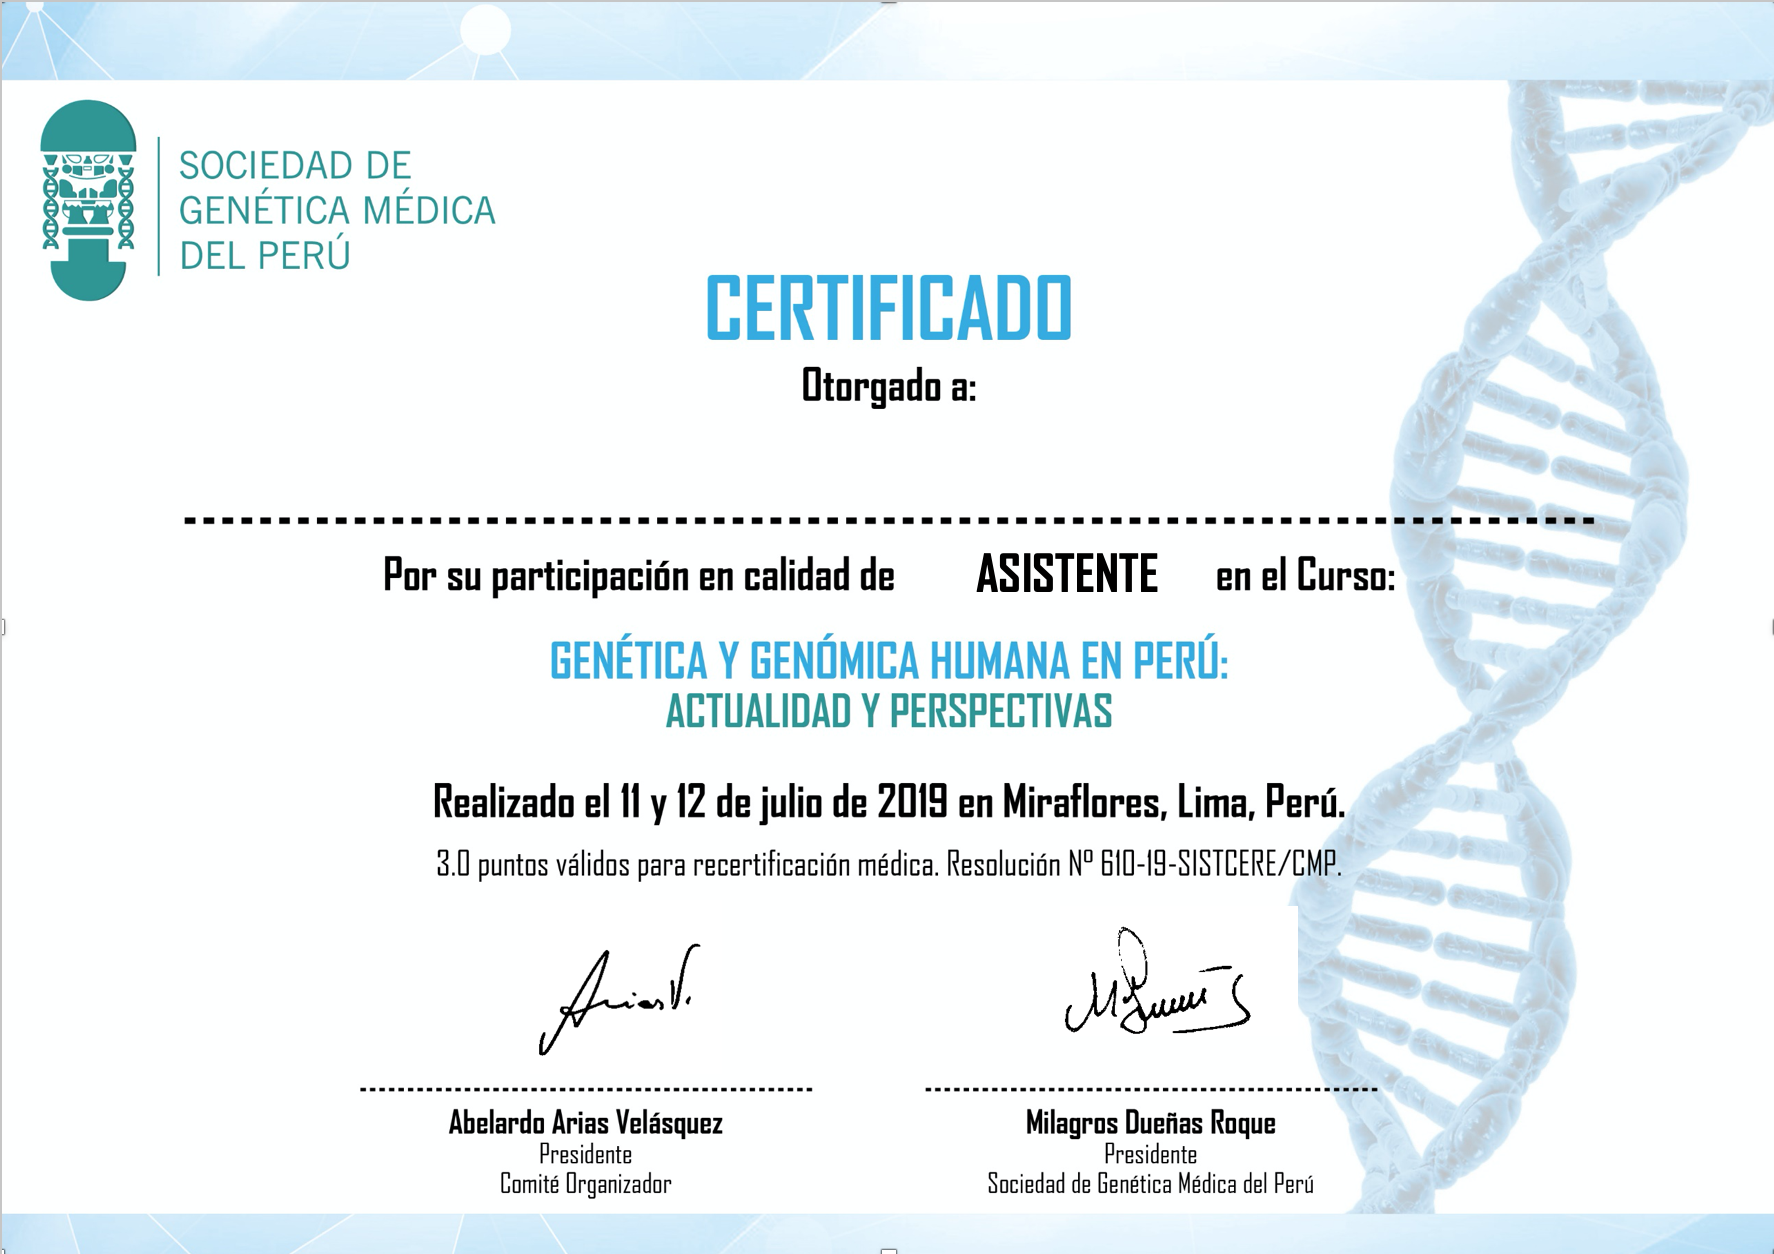 SOCIEDAD DE
GENÉTICA MÉDICA
DEL PERÚ
CERTIFICADO
Otorgado a:
Por su participación en calidad de ASISTENTE en el Curso:
GENÉTICA Y GENÓMICA HUMANA EN PERÚ:
ACTUALIDAD Y PERSPECTIVAS
Realizado el 11 y 12 de julio de 2019 en Miraflores, Lima, Perú.
3.0 puntos válidos para recertificación médica. Resolución Nº 610-19-SISTCERE/CMP.
Arias V.
Abelardo Arias Velásquez
Presidente
Comité Organizador
Milagros Dueñas Roque
Presidente
Sociedad de Genética Médica del Perú